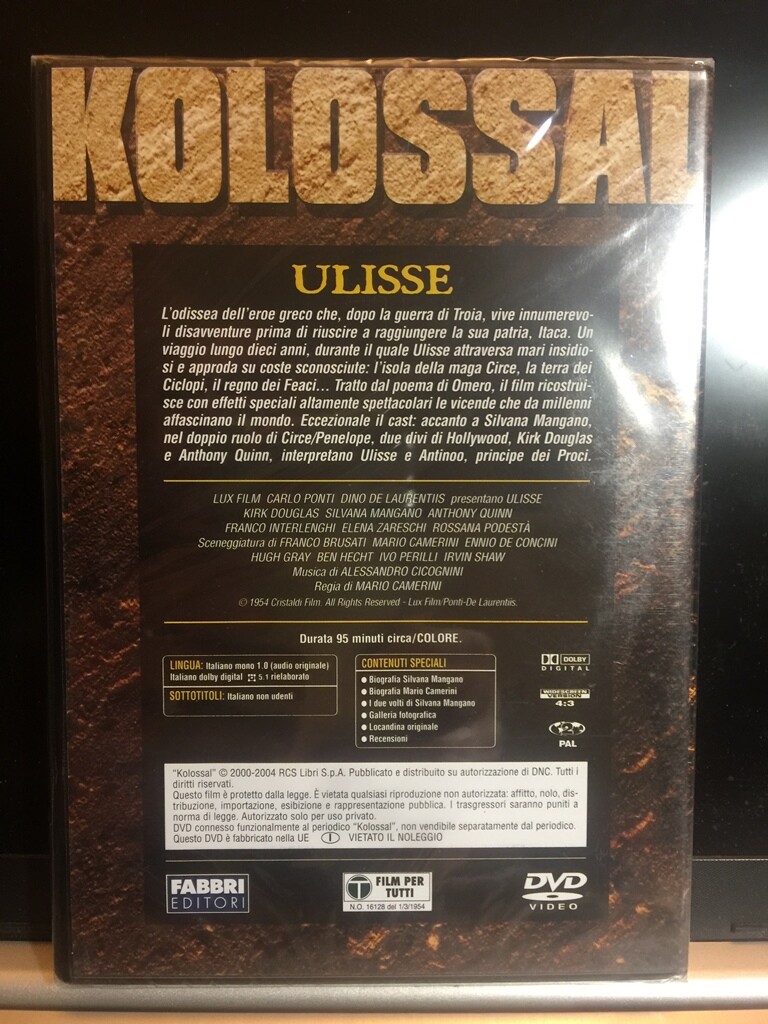 KOLOSSAL
ULISSE
L'odissea dell'eroe greco che, dopo la guerra di Troia, vive innumerevo-
li disavventure prima di riuscire a raggiungere la sua patria, Itaca. Un
viaggio lungo dieci anni, durante il quale Ulisse attraversa mari insidio-
si e approda su coste sconosciute: l'isola della maga Circe, la terra dei
Ciclopi, il regno dei Feaci... Tratto dal poema di Omero, il film ricostrui-
sce con effetti speciali altamente spettacolari le vicende che da millenni
affascinano il mondo. Eccezionale il cast: accanto a Silvana Mangano,
nel doppio ruolo di Circe/Penelope, due divi di Hollywood, Kirk Douglas
e Anthony Quinn, interpretano Ulisse e Antinoo, principe dei Proci.
LUX FILM CARLO PONTI DINO DE LAURENTIIS presentano ULISSE
KIRK DOUGLAS SILVANA MANGANO ANTHONY QUINN
FRANCO INTERLENGHI ELENA ZARESCHI ROSSANA PODESTÀ
Sceneggiatura di FRANCO BRUSATI MARIO CAMERINI ENNIO DE CONCINI
HUGH GRAY BEN HECHT IVO PERILLI IRVIN SHAW
Musica di ALESSANDRO CICOGNINI
Regia di MARIO CAMERINI
© 1954 Cristaldi Film. All Rights Reserved - Lux Film/Ponti-De Laurentiis.
Durata 95 minuti circa/COLORE.
LINGUA: Italiano mono 1.0 (audio originale)
Italiano dolby digital 5.1 rielaborato
SOTTOTITOLI: Italiano non udenti
CONTENUTI SPECIALI
● Biografia Silvana Mangano
● Biografia Mario Camerini
● I due volti di Silvana Mangano
● Galleria fotografica
● Locandina originale
● Recensioni
DOLBY
DIGITAL
WIDESCREEN
VERSION
4:3
2
PAL
"Kolossal" © 2000-2004 RCS Libri S.p.A. Pubblicato e distribuito su autorizzazione di DNC. Tutti i
diritti riservati.
Questo film è protetto dalla legge. È vietata qualsiasi riproduzione non autorizzata: affitto, nolo, dis-
tribuzione, importazione, esibizione e rappresentazione pubblica. I trasgressori saranno puniti a
norma di legge. Autorizzato solo per uso privato.
DVD connesso funzionalmente al periodico "Kolossal", non vendibile separatamente dal periodico.
Questo DVD è fabbricato nella UE I VIETATO IL NOLEGGIO
FABBRI
EDITORI
T FILM PER
TUTTI
N.O. 16128 del 1/3/1954
DVD
VIDEO